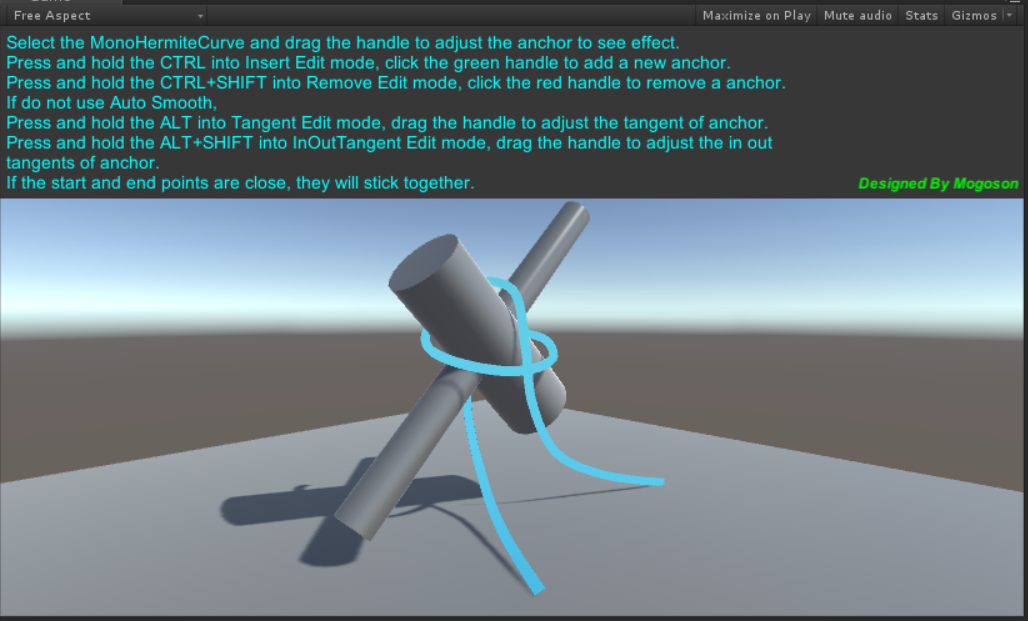 Free Aspect
Maximize on Play Mute audio Stats Gizmos
Select the MonoHermiteCurve and drag the handle to adjust the anchor to see effect.
Press and hold the CTRL into Insert Edit mode, click the green handle to add a new anchor.
Press and hold the CTRL+SHIFT into Remove Edit mode, click the red handle to remove a anchor.
If do not use Auto Smooth,
Press and hold the ALT into Tangent Edit mode, drag the handle to adjust the tangent of anchor.
Press and hold the ALT+SHIFT into InOutTangent Edit mode, drag the handle to adjust the in out
tangents of anchor.
If the start and end points are close, they will stick together.
Designed By Mogoson